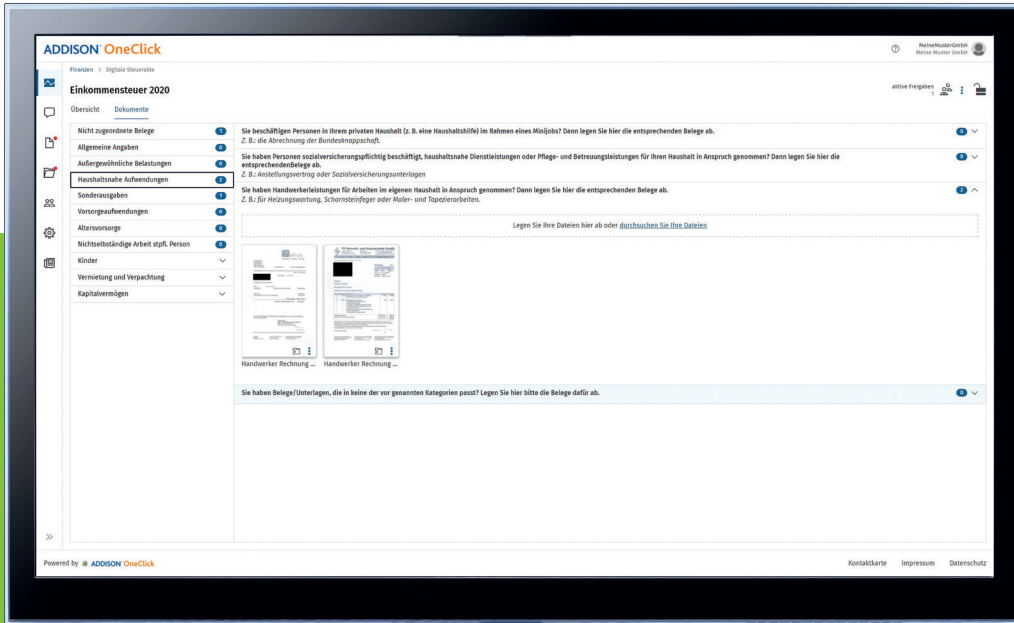 ADDISON OneClick
MeineMusterGmbH
Meine Muster GmbH
Finanzen > Digitale Steuerakte
Einkommensteuer 2020
aktive Freigaben
1
Übersicht Dokumente
Nicht zugeordnete Belege 1
Allgemeine Angaben 0
Außergewöhnliche Belastungen 0
Haushaltsnahe Aufwendungen 2
Sonderausgaben 1
Vorsorgeaufwendungen 0
Altersvorsorge 0
Nichtselbständige Arbeit stpfl. Person 0
Kinder
Vermietung und Verpachtung
Kapitalvermögen
Sie beschäftigen Personen in Ihrem privaten Haushalt (z. B. eine Haushaltshilfe) im Rahmen eines Minijobs? Dann legen Sie hier die entsprechenden Belege ab. 0
Z. B.: die Abrechnung der Bundesknappschaft.
Sie haben Personen sozialversicherungspflichtig beschäftigt, haushaltsnahe Dienstleistungen oder Pflege- und Betreuungsleistungen für Ihren Haushalt in Anspruch genommen? Dann legen Sie hier die 0
entsprechendenBelege ab.
Z. B.: Anstellungsvertrag oder Sozialversicherungsunterlagen
Sie haben Handwerkerleistungen für Arbeiten im eigenen Haushalt in Anspruch genommen? Dann legen Sie hier die entsprechenden Belege ab. 2
Z. B.: für Heizungswartung, Schornsteinfeger oder Maler- und Tapezierarbeiten.
Legen Sie Ihre Dateien hier ab oder durchsuchen Sie Ihre Dateien
Handwerker Rechnung ... Handwerker Rechnung ...
Sie haben Belege/Unterlagen, die in keine der vor genannten Kategorien passt? Legen Sie hier bitte die Belege dafür ab. 0
Powered by ADDISON OneClick
Kontaktkarte Impressum Datenschutz